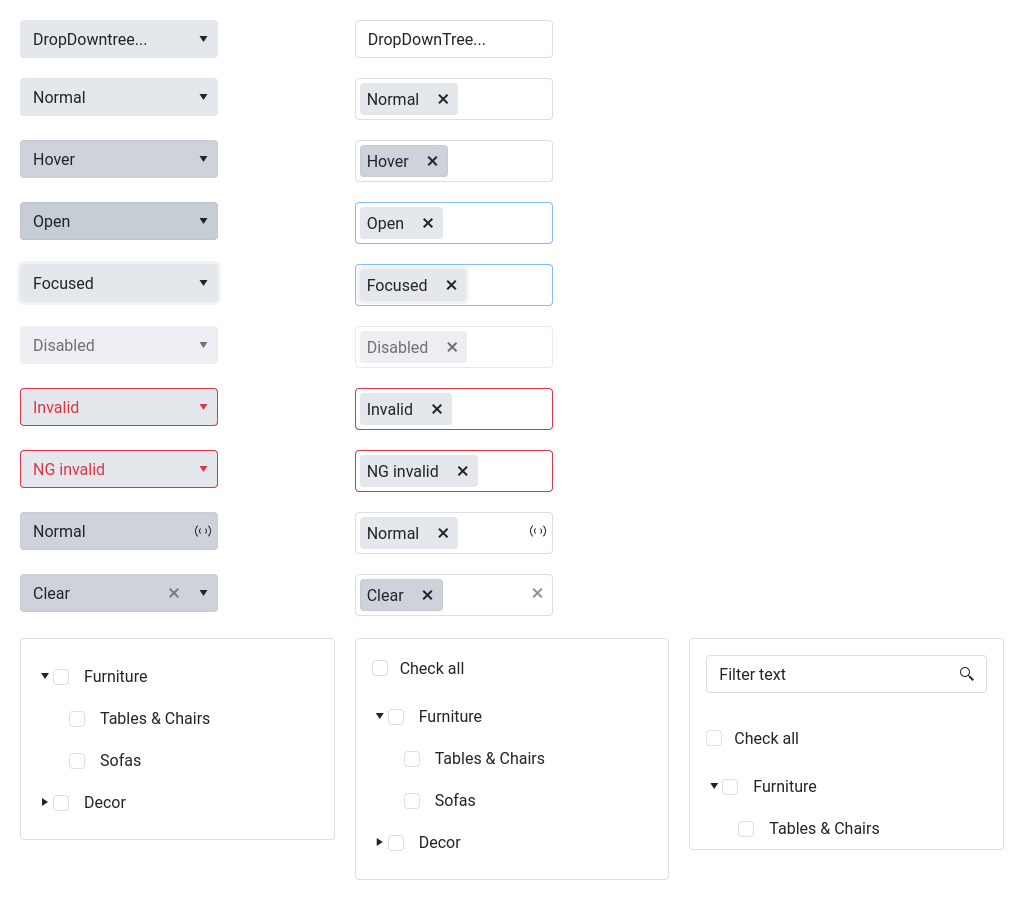 DropDowntree...
DropDownTree...
Normal
Normal
Hover
Hover
Open
Open
Focused
Focused
Disabled
Disabled
Invalid
Invalid
NG invalid
NG invalid
Normal
Normal
Clear
Clear
Furniture
Tables & Chairs
Sofas
Decor
Check all
Furniture
Tables & Chairs
Sofas
Decor
Filter text
Check all
Furniture
Tables & Chairs